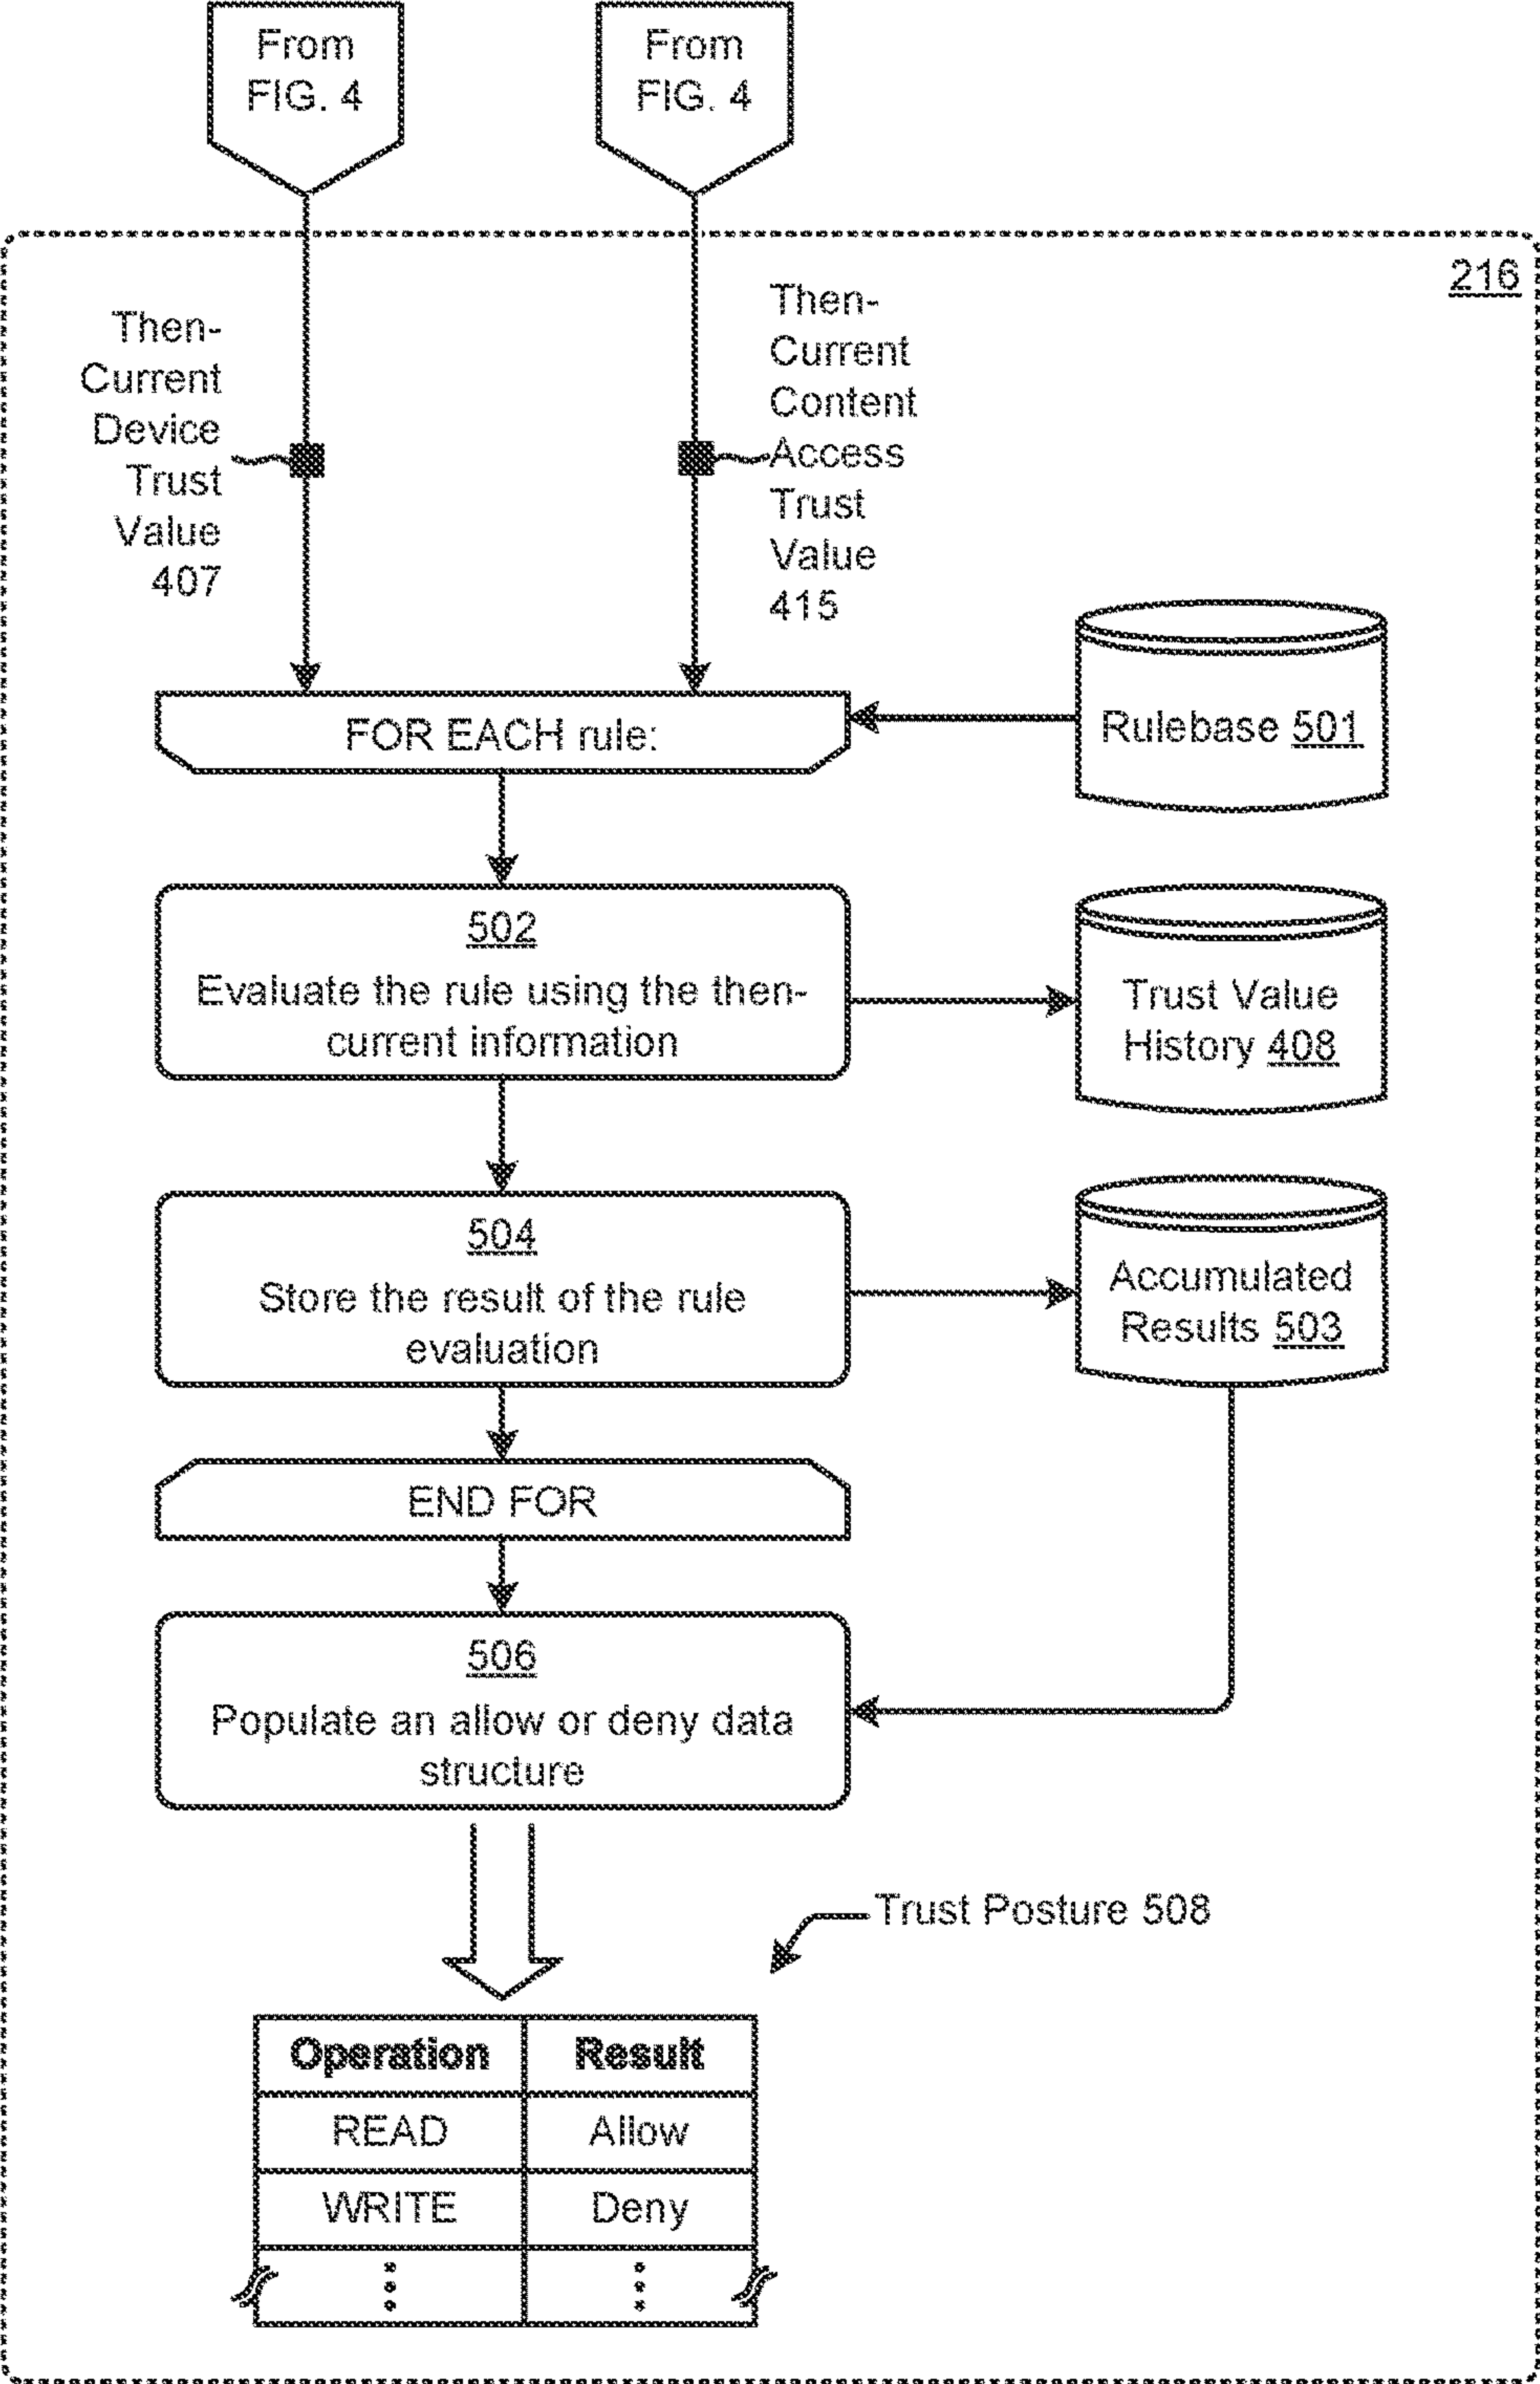 From
FIG. 4
From
FIG. 4
216
Then-
Current
Device
Trust
Value
407
Then-
Current
Content
Access
Trust
Value
415
FOR EACH rule:
Rulebase 501
502
Evaluate the rule using the then-
current information
Trust Value
History 408
504
Store the result of the rule
evaluation
Accumulated
Results 503
END FOR
506
Populate an allow or deny data
structure
Trust Posture 508
Operation Result
READ Allow
WRITE Deny